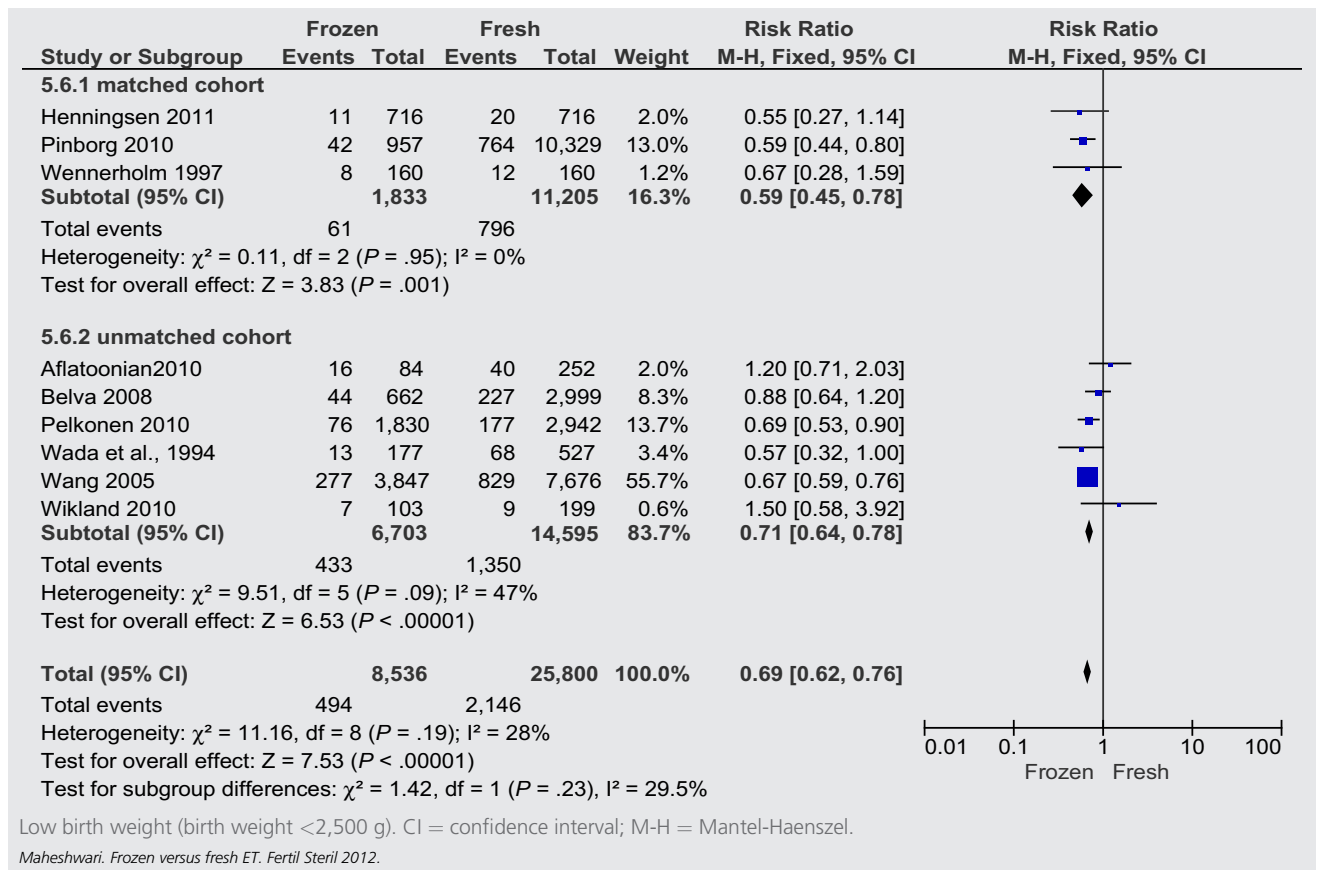 Frozen Fresh Risk Ratio Risk Ratio
Study or Subgroup Events Total Events Total Weight M-H, Fixed, 95% CI M-H, Fixed, 95% CI
5.6.1 matched cohort
Henningsen 2011 11 716 20 716 2.0% 0.55 [0.27, 1.14]
Pinborg 2010 42 957 764 10,329 13.0% 0.59 [0.44, 0.80]
Wennerholm 1997 8 160 12 160 1.2% 0.67 [0.28, 1.59]
Subtotal (95% CI) 1,833 11,205 16.3% 0.59 [0.45, 0.78]
Total events 61 796
Heterogeneity: χ² = 0.11, df = 2 (P = .95); I² = 0%
Test for overall effect: Z = 3.83 (P = .001)
5.6.2 unmatched cohort
Aflatoonian2010 16 84 40 252 2.0% 1.20 [0.71, 2.03]
Belva 2008 44 662 227 2,999 8.3% 0.88 [0.64, 1.20]
Pelkonen 2010 76 1,830 177 2,942 13.7% 0.69 [0.53, 0.90]
Wada et al., 1994 13 177 68 527 3.4% 0.57 [0.32, 1.00]
Wang 2005 277 3,847 829 7,676 55.7% 0.67 [0.59, 0.76]
Wikland 2010 7 103 9 199 0.6% 1.50 [0.58, 3.92]
Subtotal (95% CI) 6,703 14,595 83.7% 0.71 [0.64, 0.78]
Total events 433 1,350
Heterogeneity: χ² = 9.51, df = 5 (P = .09); I² = 47%
Test for overall effect: Z = 6.53 (P < .00001)
Total (95% CI) 8,536 25,800 100.0% 0.69 [0.62, 0.76]
Total events 494 2,146
Heterogeneity: χ² = 11.16, df = 8 (P = .19); I² = 28%
Test for overall effect: Z = 7.53 (P < .00001)
Test for subgroup differences: χ² = 1.42, df = 1 (P = .23), I² = 29.5%
0.01 0.1 1 10 100
Frozen Fresh
Low birth weight (birth weight <2,500 g). CI = confidence interval; M-H = Mantel-Haenszel.
Maheshwari. Frozen versus fresh ET. Fertil Steril 2012.